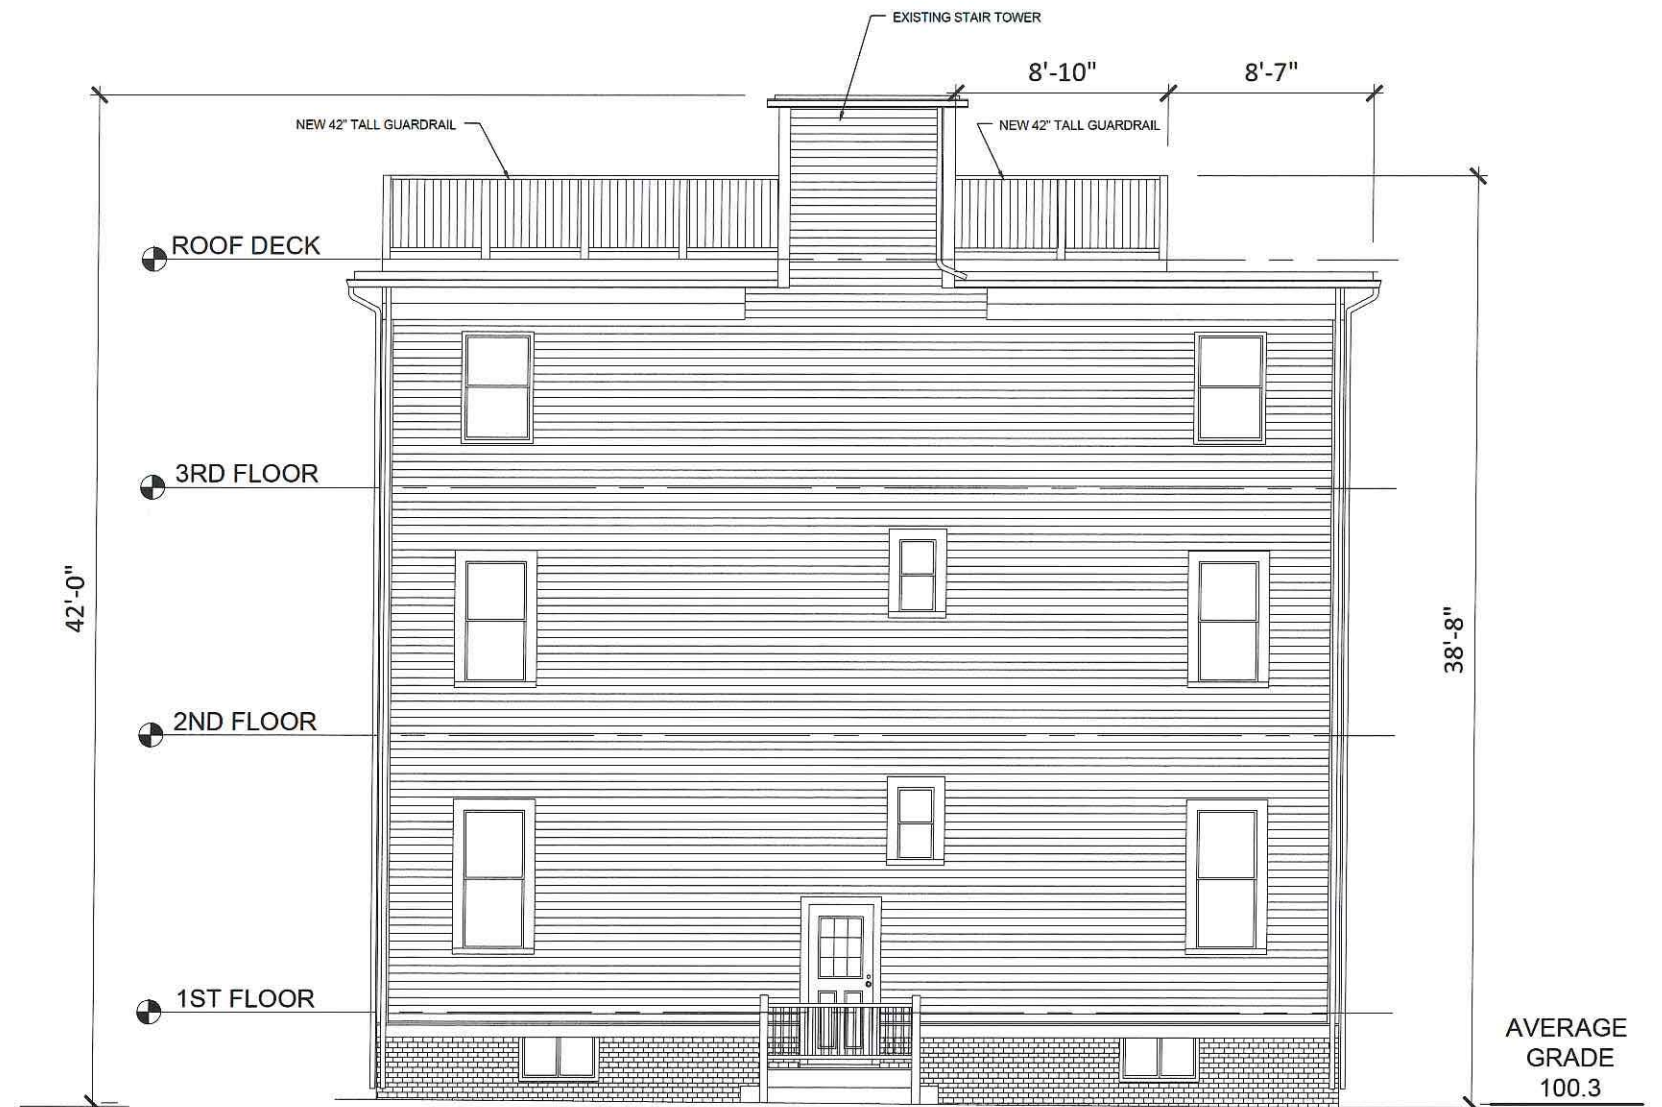 EXISTING STAIR TOWER
8'-10"
8'-7"
NEW 42" TALL GUARDRAIL
NEW 42" TALL GUARDRAIL
ROOF DECK
3RD FLOOR
42'-0"
38'-8"
2ND FLOOR
1ST FLOOR
AVERAGE
GRADE
100.3